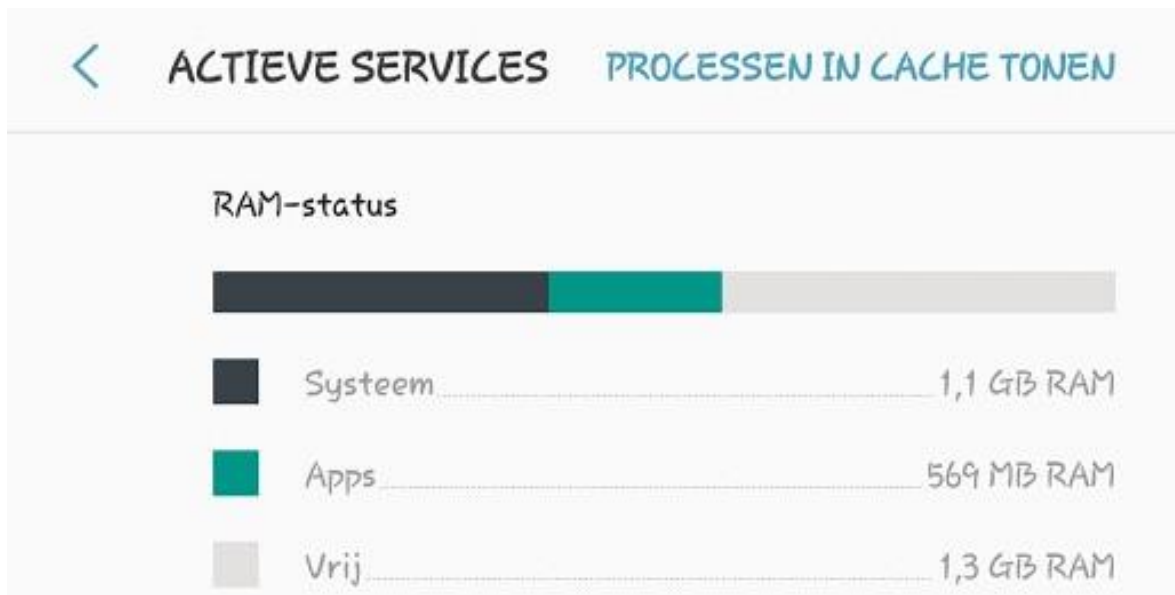 ACTIEVE SERVICES PROCESSEN IN CACHE TONEN
RAM-status
Systeem 1,1 GB RAM
Apps 569 MB RAM
Vrij 1,3 GB RAM